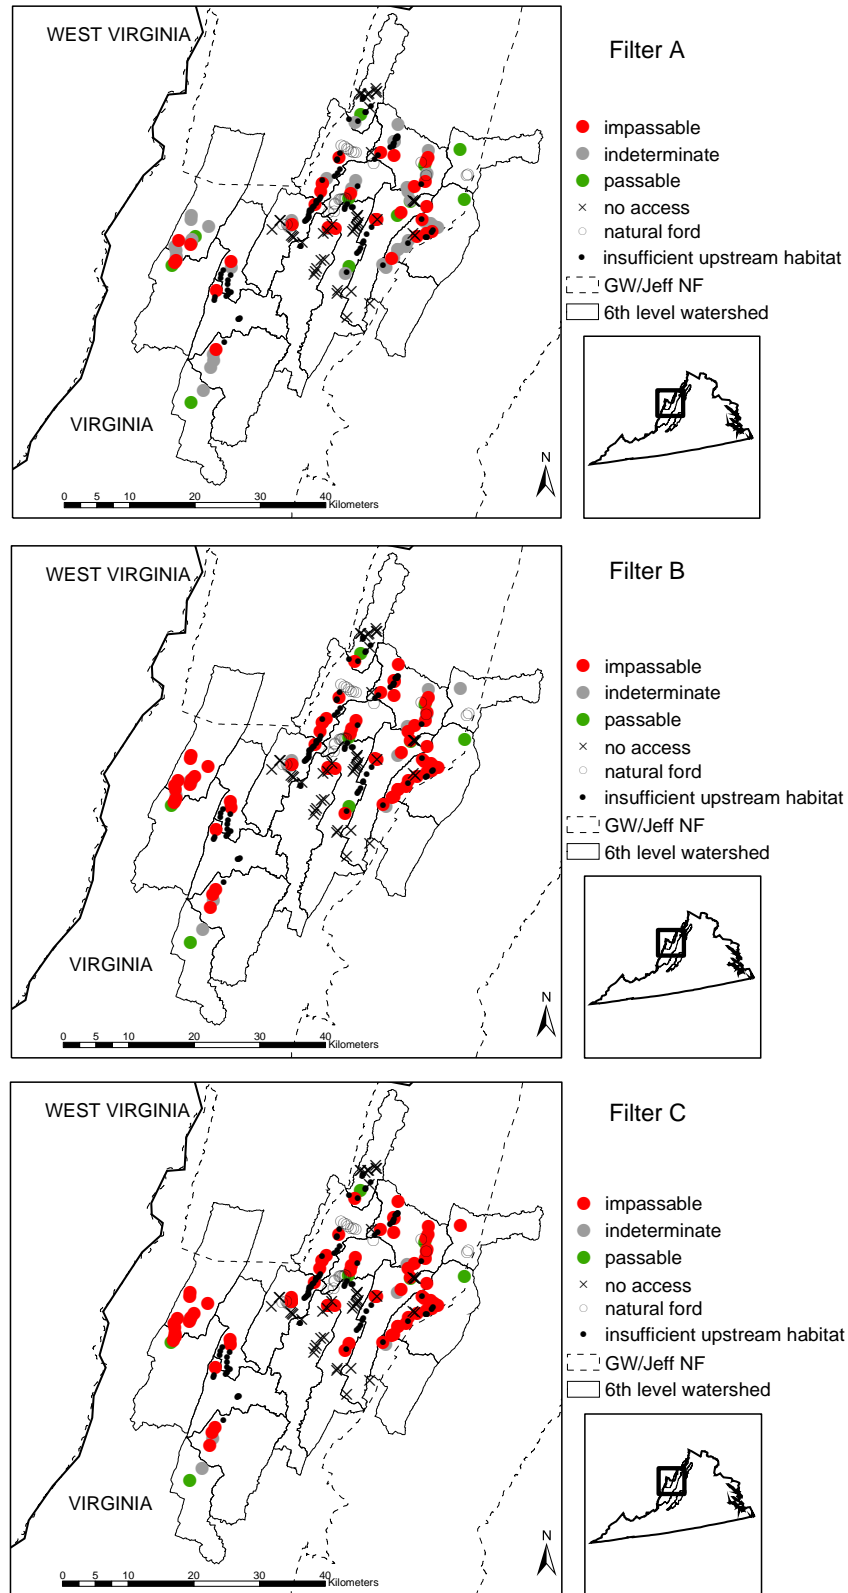 WEST VIRGINIA
Filter A
impassable
indeterminate
passable
no access
natural ford
insufficient upstream habitat
GW/Jeff NF
6th level watershed
VIRGINIA
N
0 5 10 20 30 40
Kilometers
WEST VIRGINIA
Filter B
impassable
indeterminate
passable
no access
natural ford
insufficient upstream habitat
GW/Jeff NF
6th level watershed
VIRGINIA
N
0 5 10 20 30 40
Kilometers
WEST VIRGINIA
Filter C
impassable
indeterminate
passable
no access
natural ford
insufficient upstream habitat
GW/Jeff NF
6th level watershed
VIRGINIA
N
0 5 10 20 30 40
Kilometers